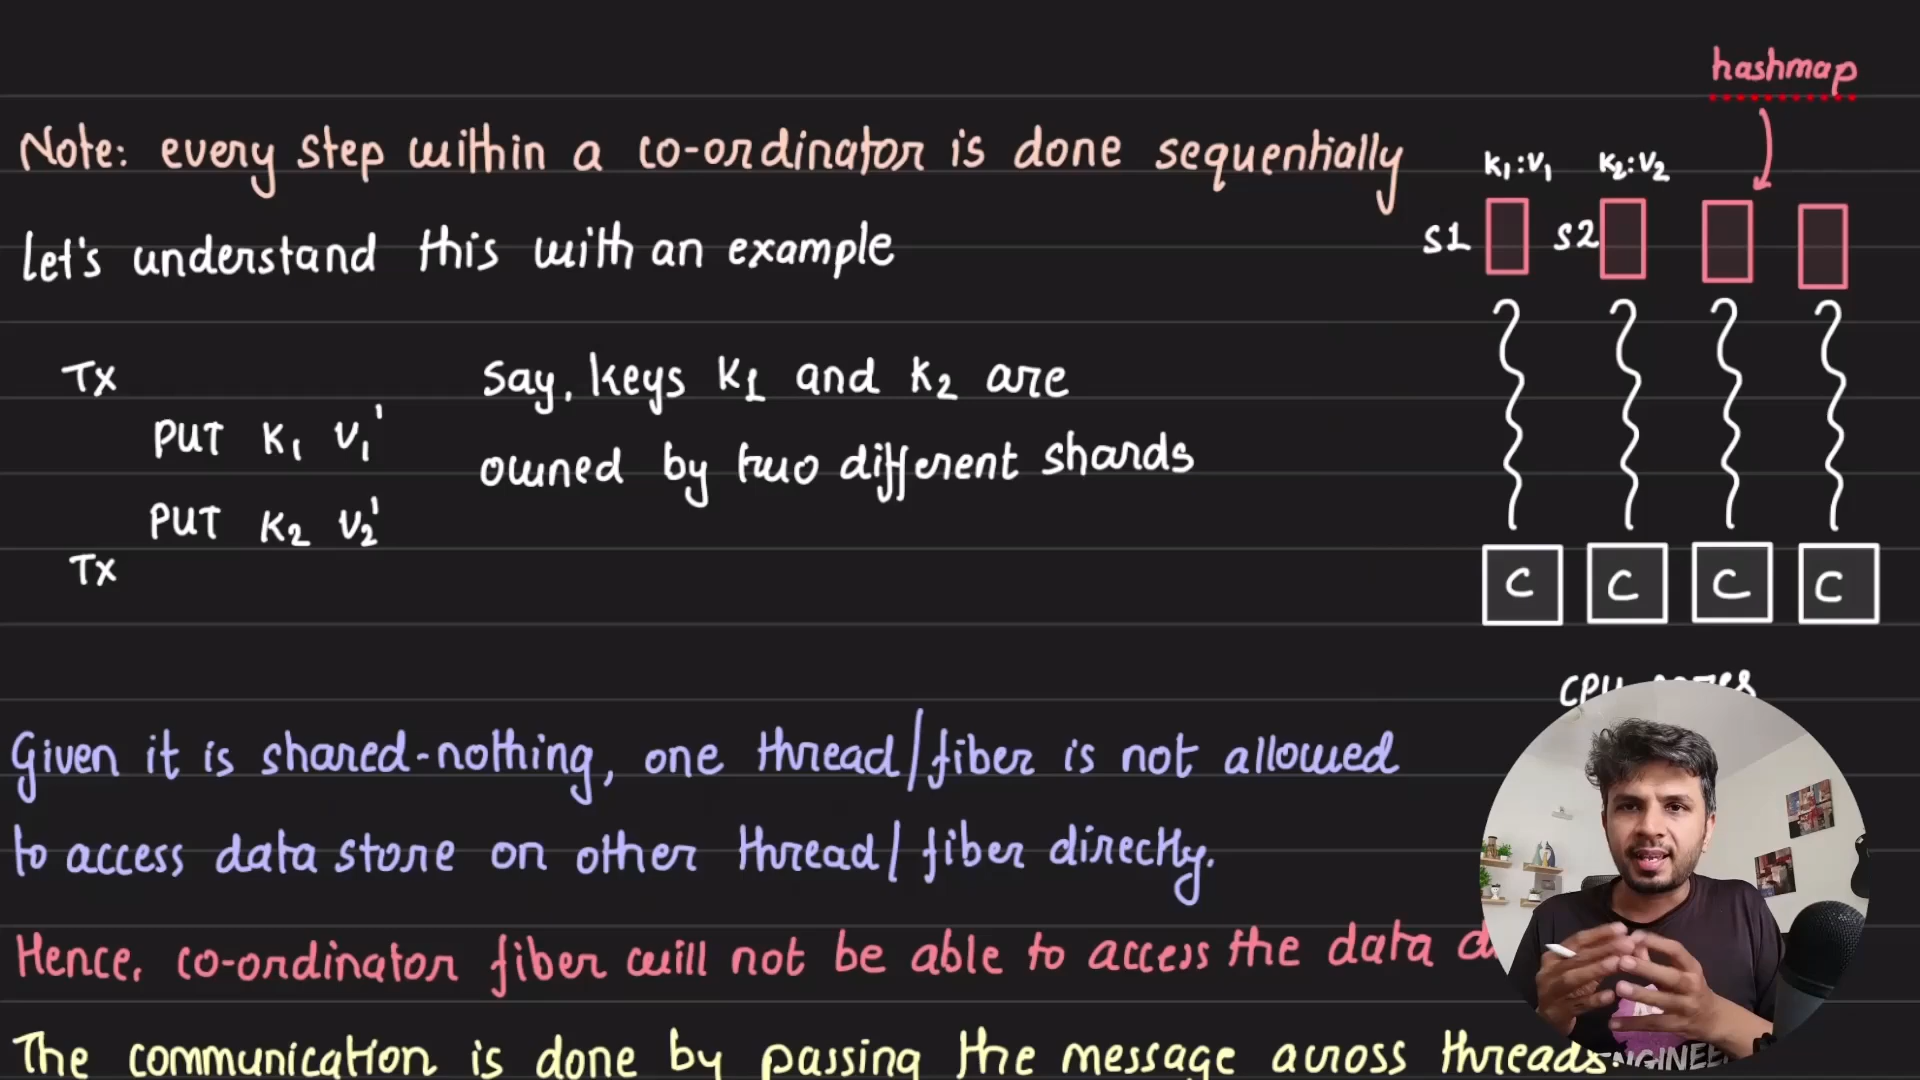 hashmap
Note: every step within a co-ordinator is done sequentially
K1:V1 K2:V2
S1 S2
Let's understand this with an example
Tx
PUT K1 V1'
PUT K2 V2'
Tx
Say, keys K1 and K2 are
owned by two different shards
C C C C
CPU
Given it is shared-nothing, one thread/fiber is not allowed
to access data store on other thread/fiber directly.
Hence, co-ordinator fiber will not be able to access the data
The communication is done by passing the message across threads.